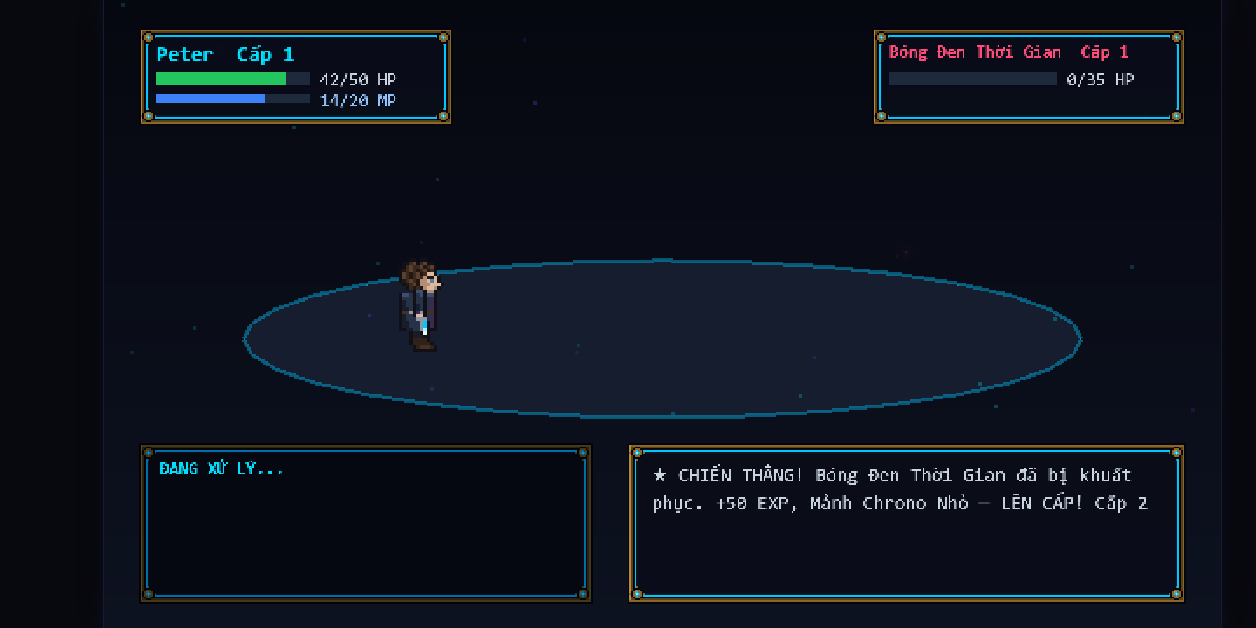 Peter Cấp 1
42/50 HP
14/20 MP
Bóng Đen Thời Gian Cấp 1
0/35 HP
ĐANG XỬ LÝ...
★ CHIẾN THẮNG! Bóng Đen Thời Gian đã bị khuất
phục. +50 EXP, Mảnh Chrono Nhỏ — LÊN CẤP! Cấp 2